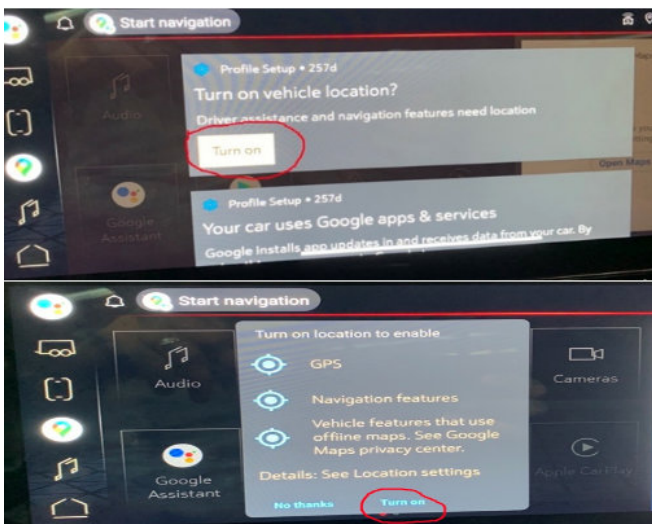 Start navigation
Profile Setup • 257d
Turn on vehicle location?
Driver assistance and navigation features need location
Turn on
Audio
Open Maps
Profile Setup • 257d
Your car uses Google apps & services
Google installs app updates in and receives data from your car. By
Google
Assistant
Start navigation
Turn on location to enable
GPS
Navigation features
Vehicle features that use
offline maps. See Google
Maps privacy center.
Details: See Location settings
No thanks Turn on
Audio
Cameras
Google
Assistant
Apple CarPlay